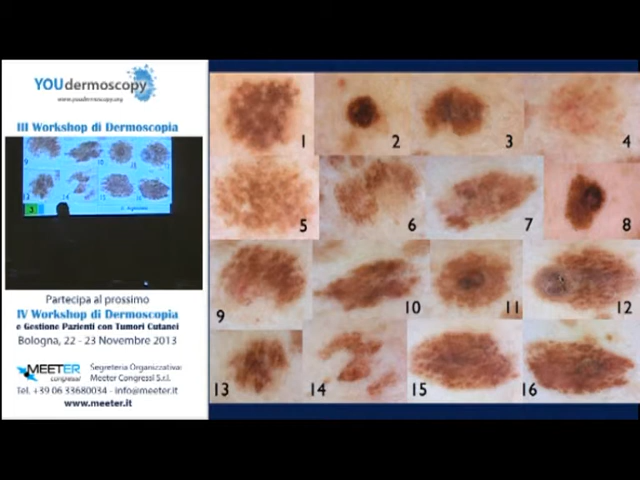 YOUdermoscopy
www.youdermoscopy.org
III Workshop di Dermoscopia
Partecipa al prossimo
IV Workshop di Dermoscopia
e Gestione Pazienti con Tumori Cutanei
Bologna, 22 - 23 Novembre 2013
MEETER
congressi
Segreteria Organizzativa:
Meeter Congressi S.r.l.
Tel. +39 06 33680034 - info@meeter.it
www.meeter.it
1
2
3
4
5
6
7
8
9
10
11
12
13
14
15
16